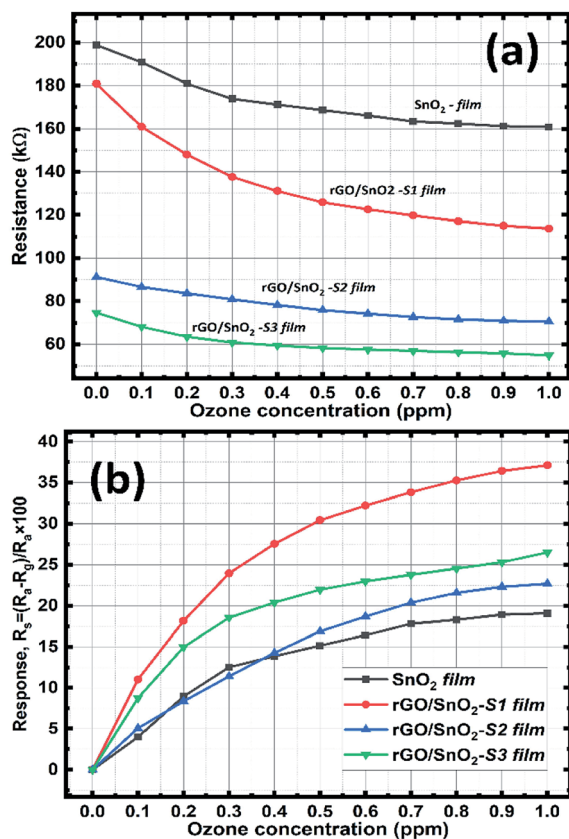 (a)
Resistance (kΩ)
200
180
160
140
120
100
80
60
SnO₂ - film
rGO/SnO2 -S1 film
rGO/SnO₂ -S2 film
rGO/SnO₂ -S3 film
0.0 0.1 0.2 0.3 0.4 0.5 0.6 0.7 0.8 0.9 1.0
Ozone concentration (ppm)
(b)
Response, Rₛ=(Rₐ-R_g)/Rₐ×100
40
35
30
25
20
15
10
5
0
SnO₂ film
rGO/SnO₂-S1 film
rGO/SnO₂-S2 film
rGO/SnO₂-S3 film
0.0 0.1 0.2 0.3 0.4 0.5 0.6 0.7 0.8 0.9 1.0
Ozone concentration (ppm)